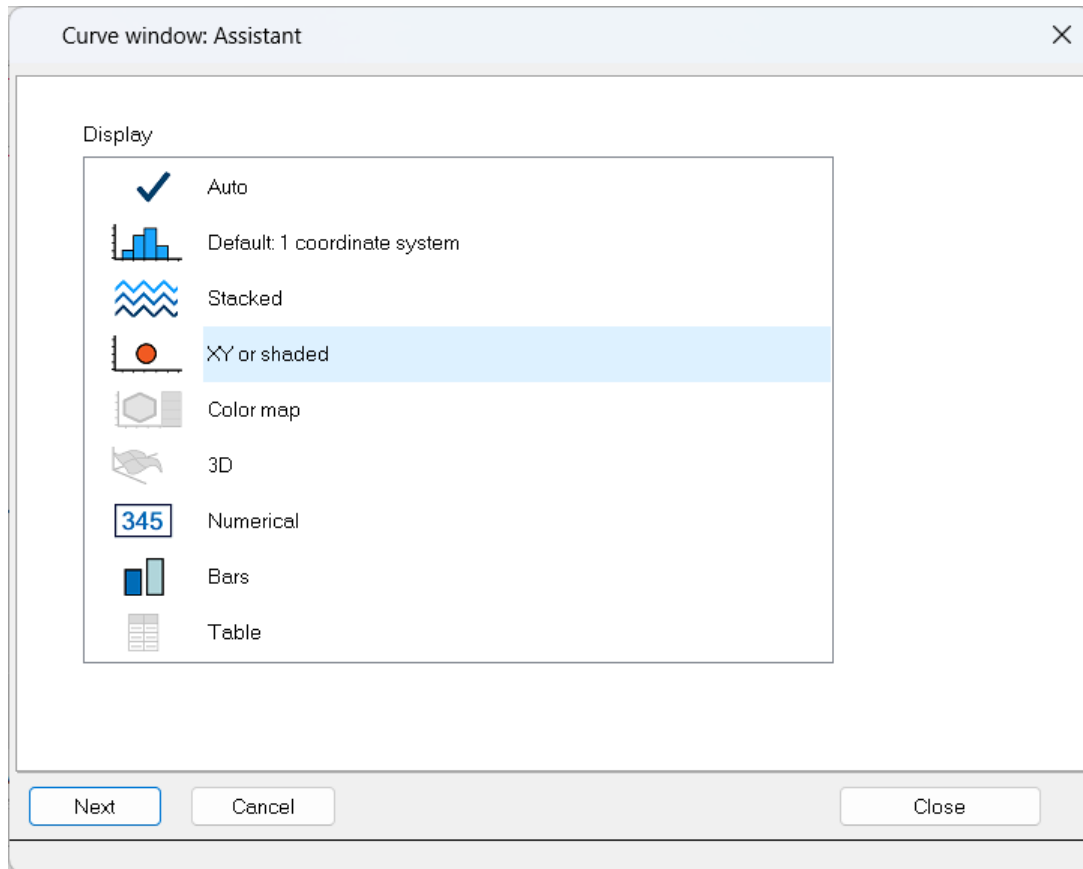 Curve window: Assistant
Display
Auto
Default: 1 coordinate system
Stacked
XY or shaded
Color map
3D
345 Numerical
Bars
Table
Next Cancel Close